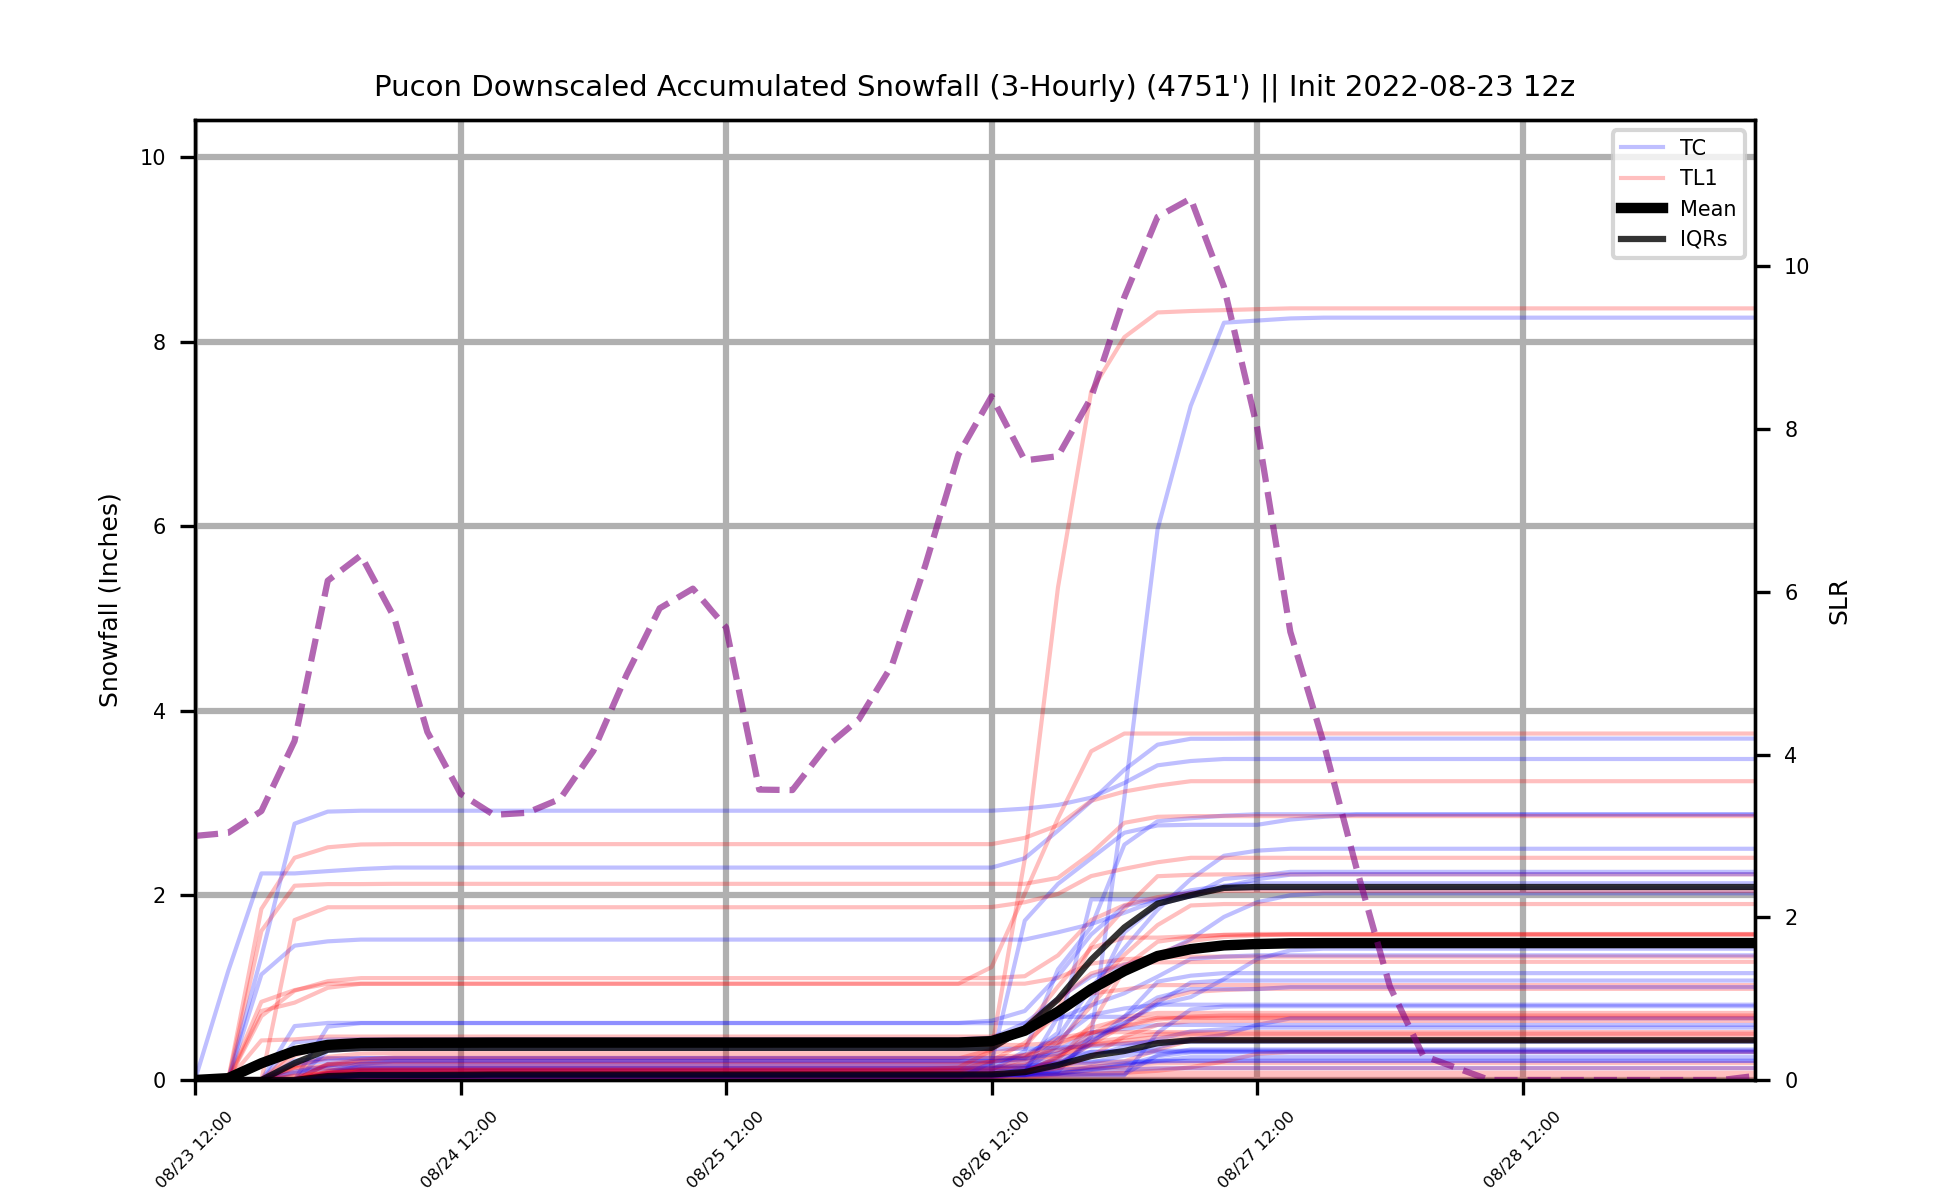 Pucon Downscaled Accumulated Snowfall (3-Hourly) (4751') || Init 2022-08-23 12z
TC
TL1
Mean
IQRs
Snowfall (Inches)
10
8
6
4
2
0
SLR
10
8
6
4
2
0
08/23 12:00
08/24 12:00
08/25 12:00
08/26 12:00
08/27 12:00
08/28 12:00